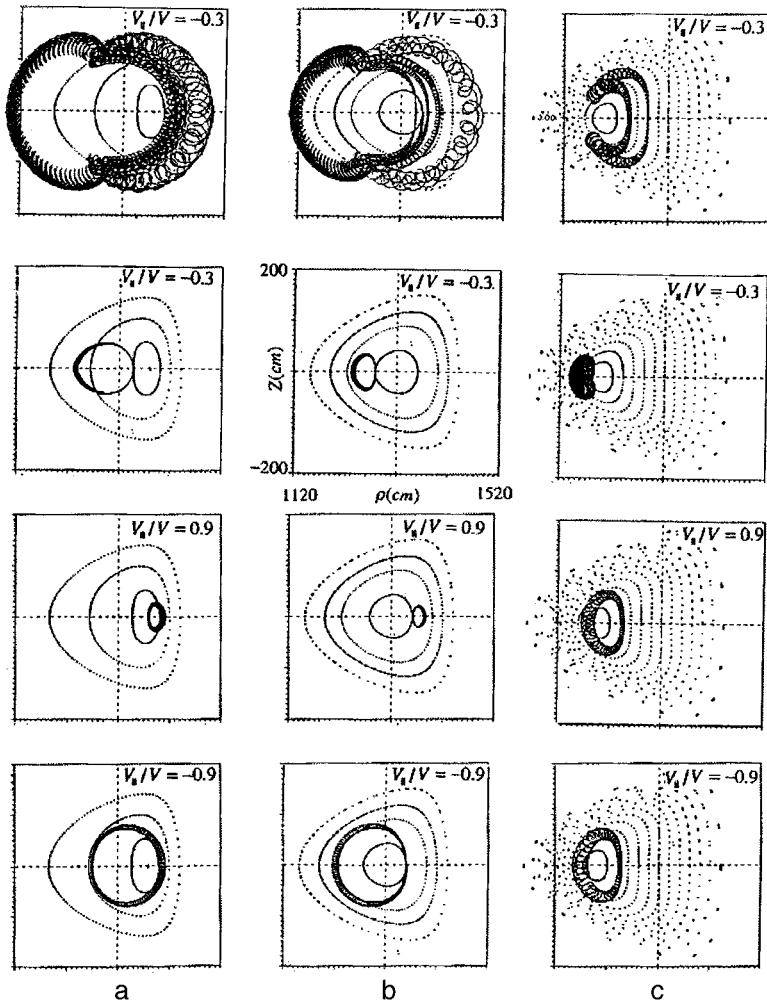 V∥/V = −0.3
V∥/V = −0.3
V∥/V = −0.3
V∥/V = −0.3
200
V∥/V = −0.3
V∥/V = −0.3
Z(cm)
−200
1120 ρ(cm) 1520
V∥/V = 0.9
V∥/V = 0.9
V∥/V = 0.9
V∥/V = −0.9
V∥/V = −0.9
V∥/V = −0.9
a b c